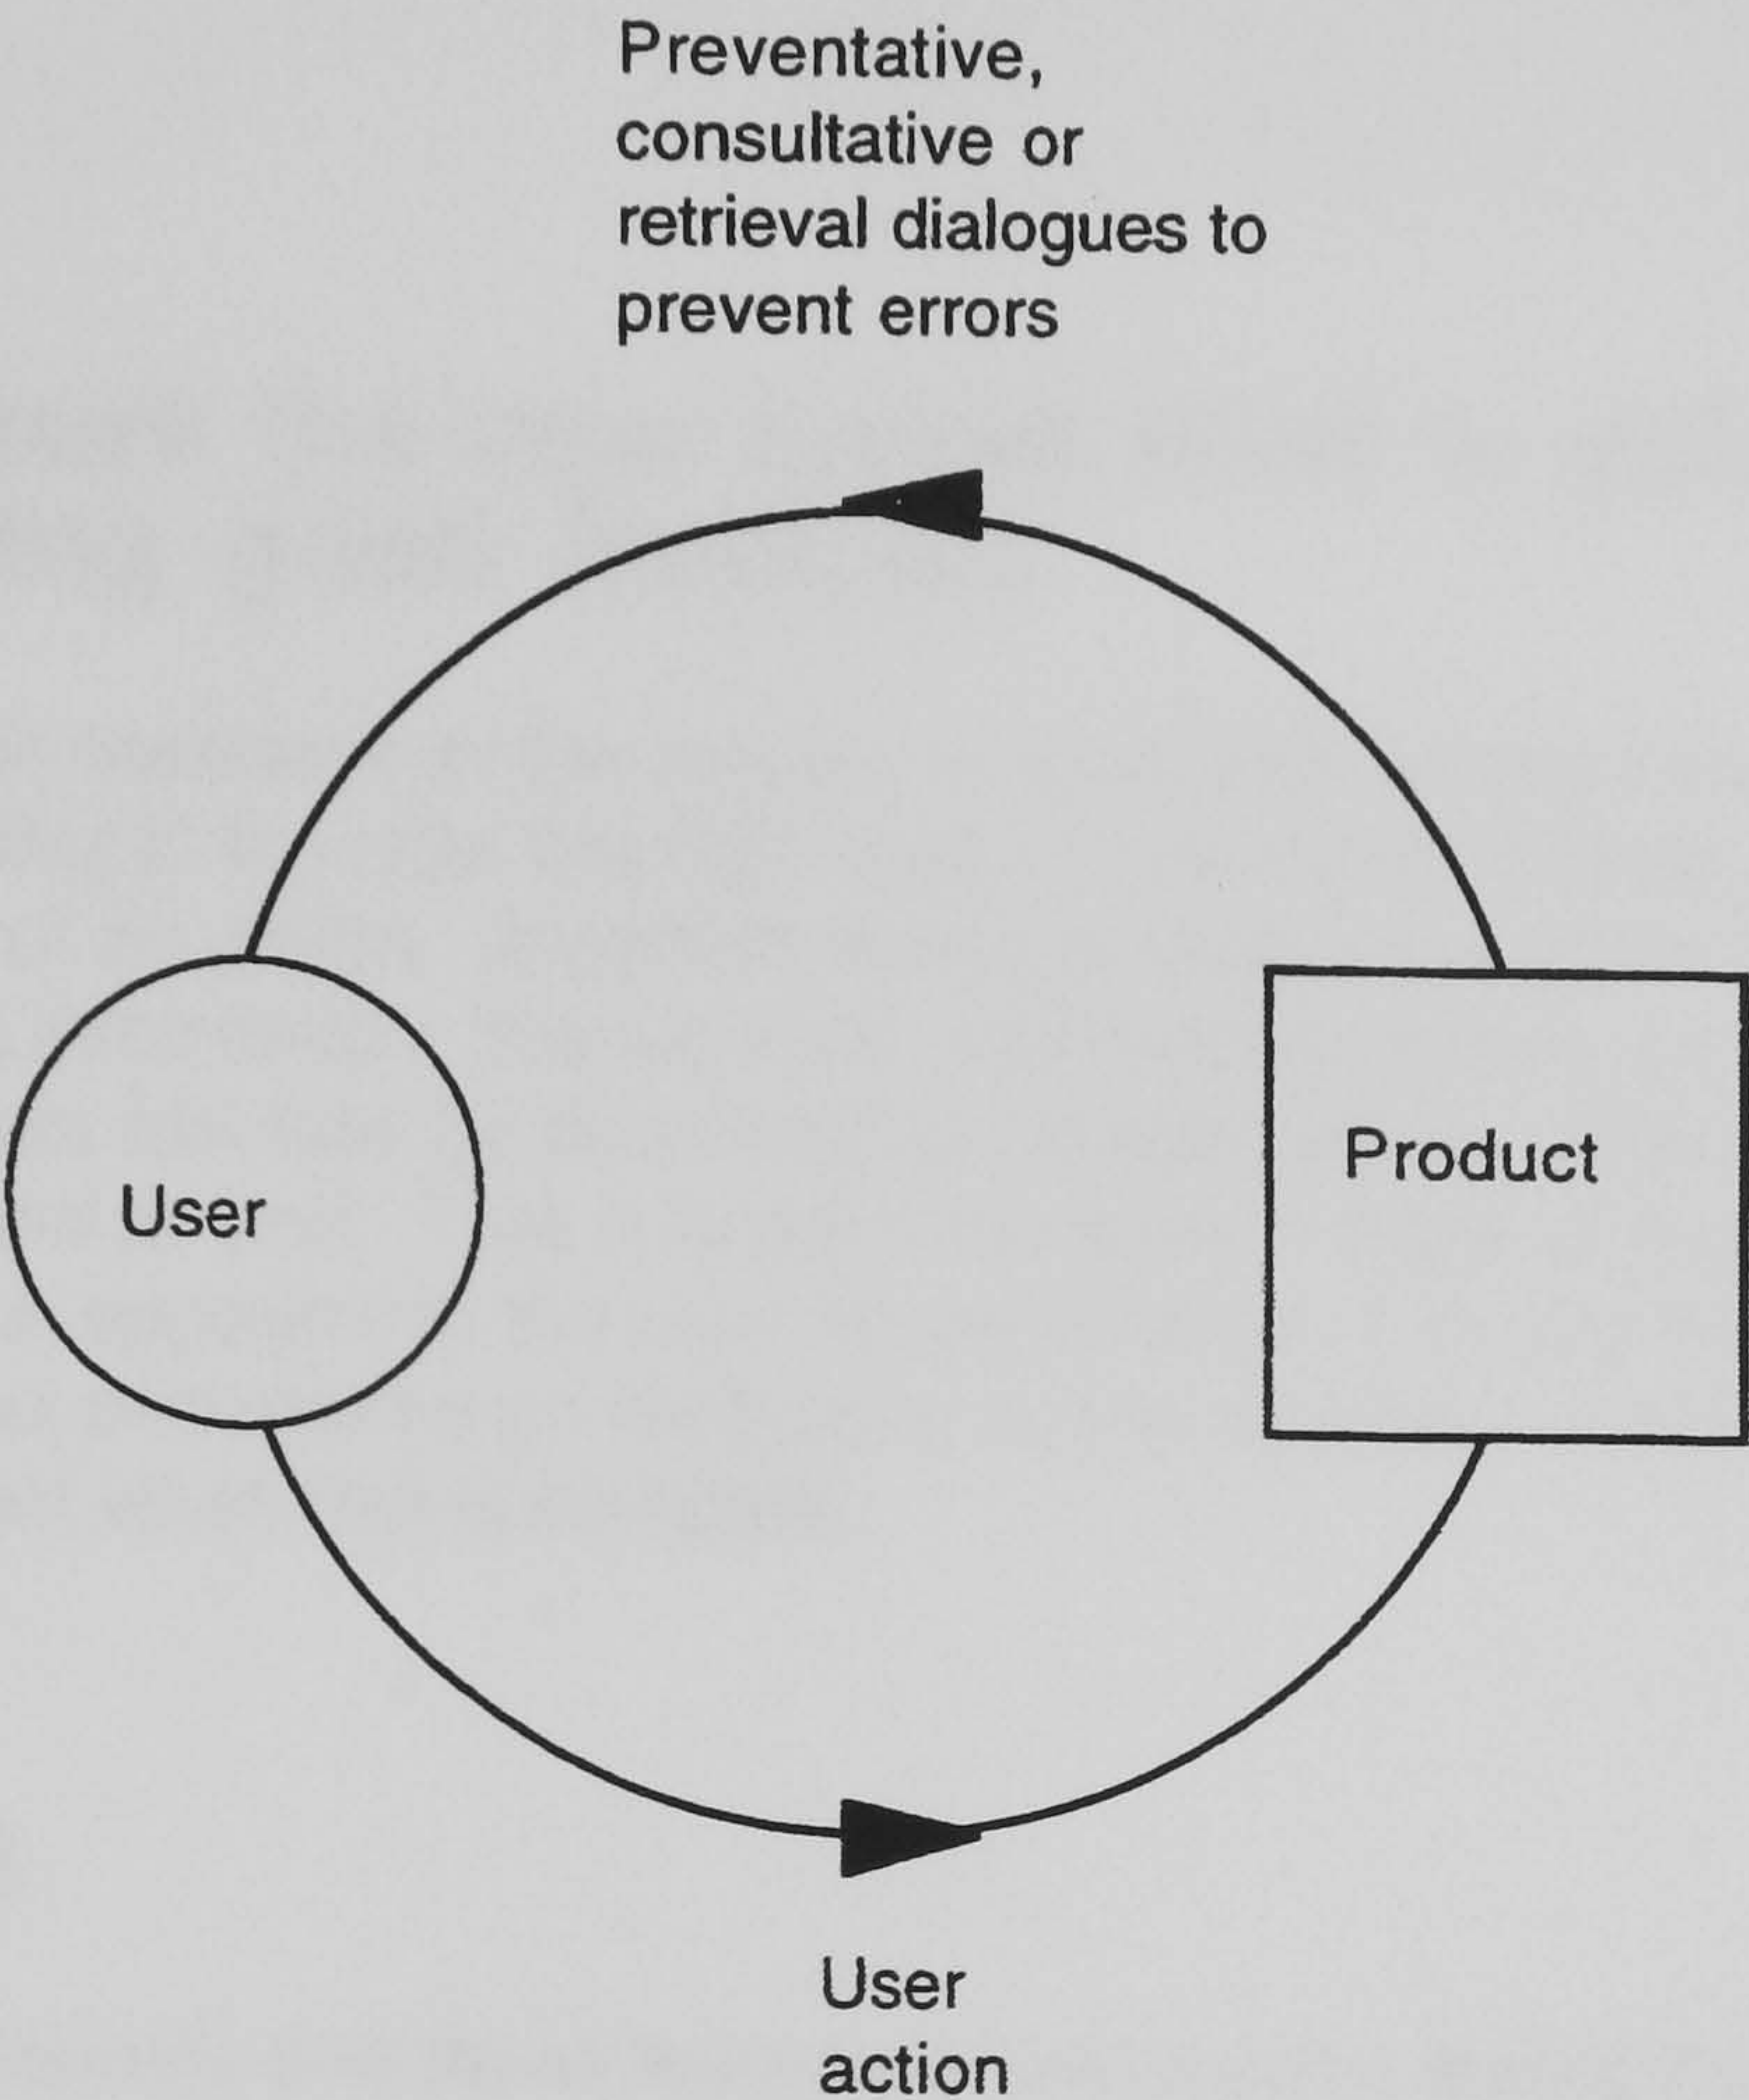 Preventative,
consultative or
retrieval dialogues to
prevent errors
User
Product
User
action